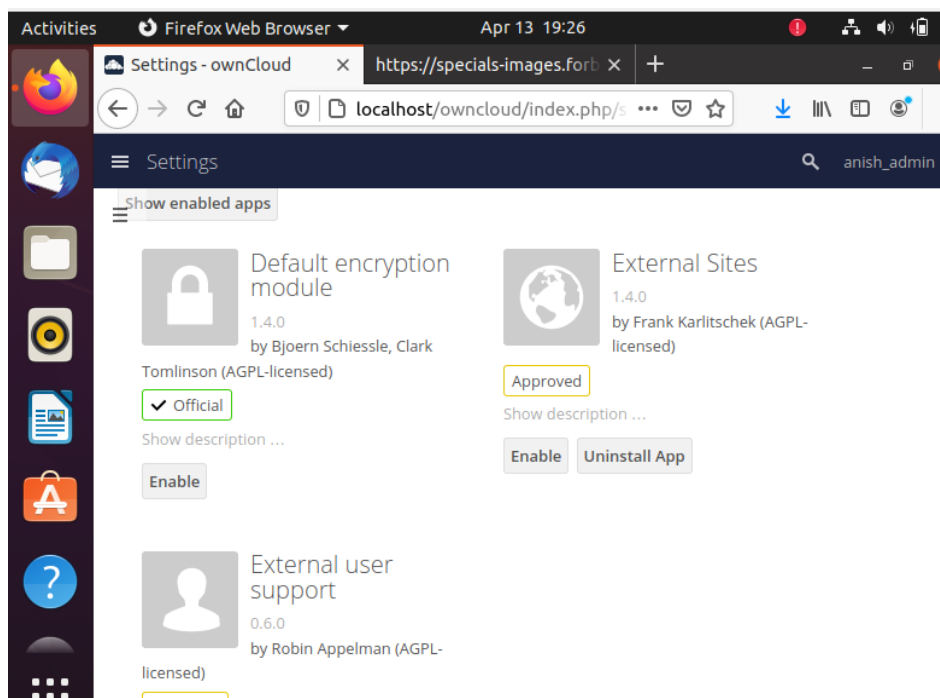 Activities
Firefox Web Browser
Apr 13 19:26
Settings - ownCloud
https://specials-images.forb
localhost/owncloud/index.php/s
Settings
anish_admin
Show enabled apps
Default encryption
module
1.4.0
by Bjoern Schiessle, Clark
Tomlinson (AGPL-licensed)
Official
Show description ...
Enable
External Sites
1.4.0
by Frank Karlitschek (AGPL-
licensed)
Approved
Show description ...
Enable
Uninstall App
External user
support
0.6.0
by Robin Appelman (AGPL-
licensed)